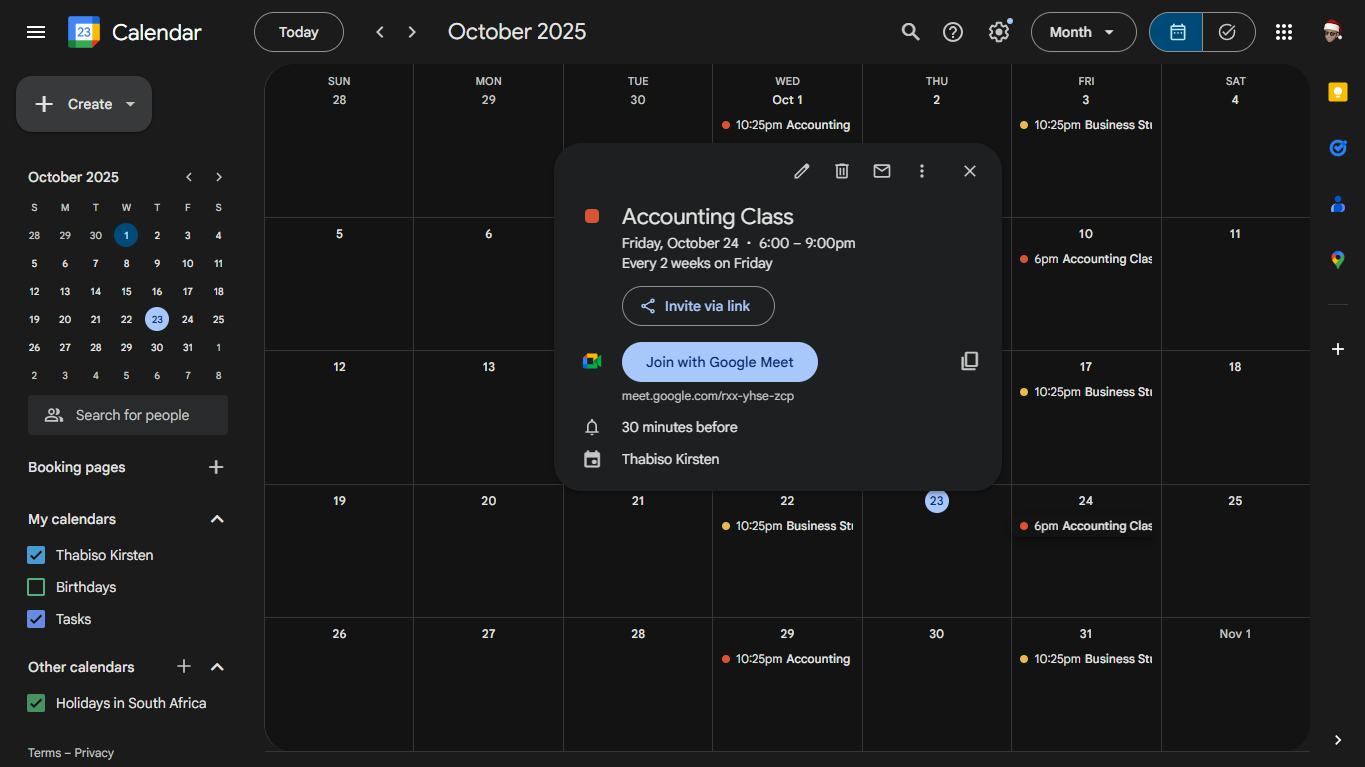 23 Calendar Today October 2025 Month
Create
October 2025
S M T W T F S
28 29 30 1 2 3 4
5 6 7 8 9 10 11
12 13 14 15 16 17 18
19 20 21 22 23 24 25
26 27 28 29 30 31 1
2 3 4 5 6 7 8
Search for people
Booking pages
My calendars
Thabiso Kirsten
Birthdays
Tasks
Other calendars
Holidays in South Africa
Terms – Privacy
SUN MON TUE WED THU FRI SAT
28 29 30 Oct 1 2 3 4
10:25pm Accounting 10:25pm Business Stu
5 6 10 11
6pm Accounting Clas
12 13 17 18
10:25pm Business Stu
19 20 21 22 23 24 25
10:25pm Business Stu 6pm Accounting Clas
26 27 28 29 30 31 Nov 1
10:25pm Accounting 10:25pm Business Stu
Accounting Class
Friday, October 24 · 6:00 – 9:00pm
Every 2 weeks on Friday
Invite via link
Join with Google Meet
meet.google.com/rxx-yhse-zcp
30 minutes before
Thabiso Kirsten